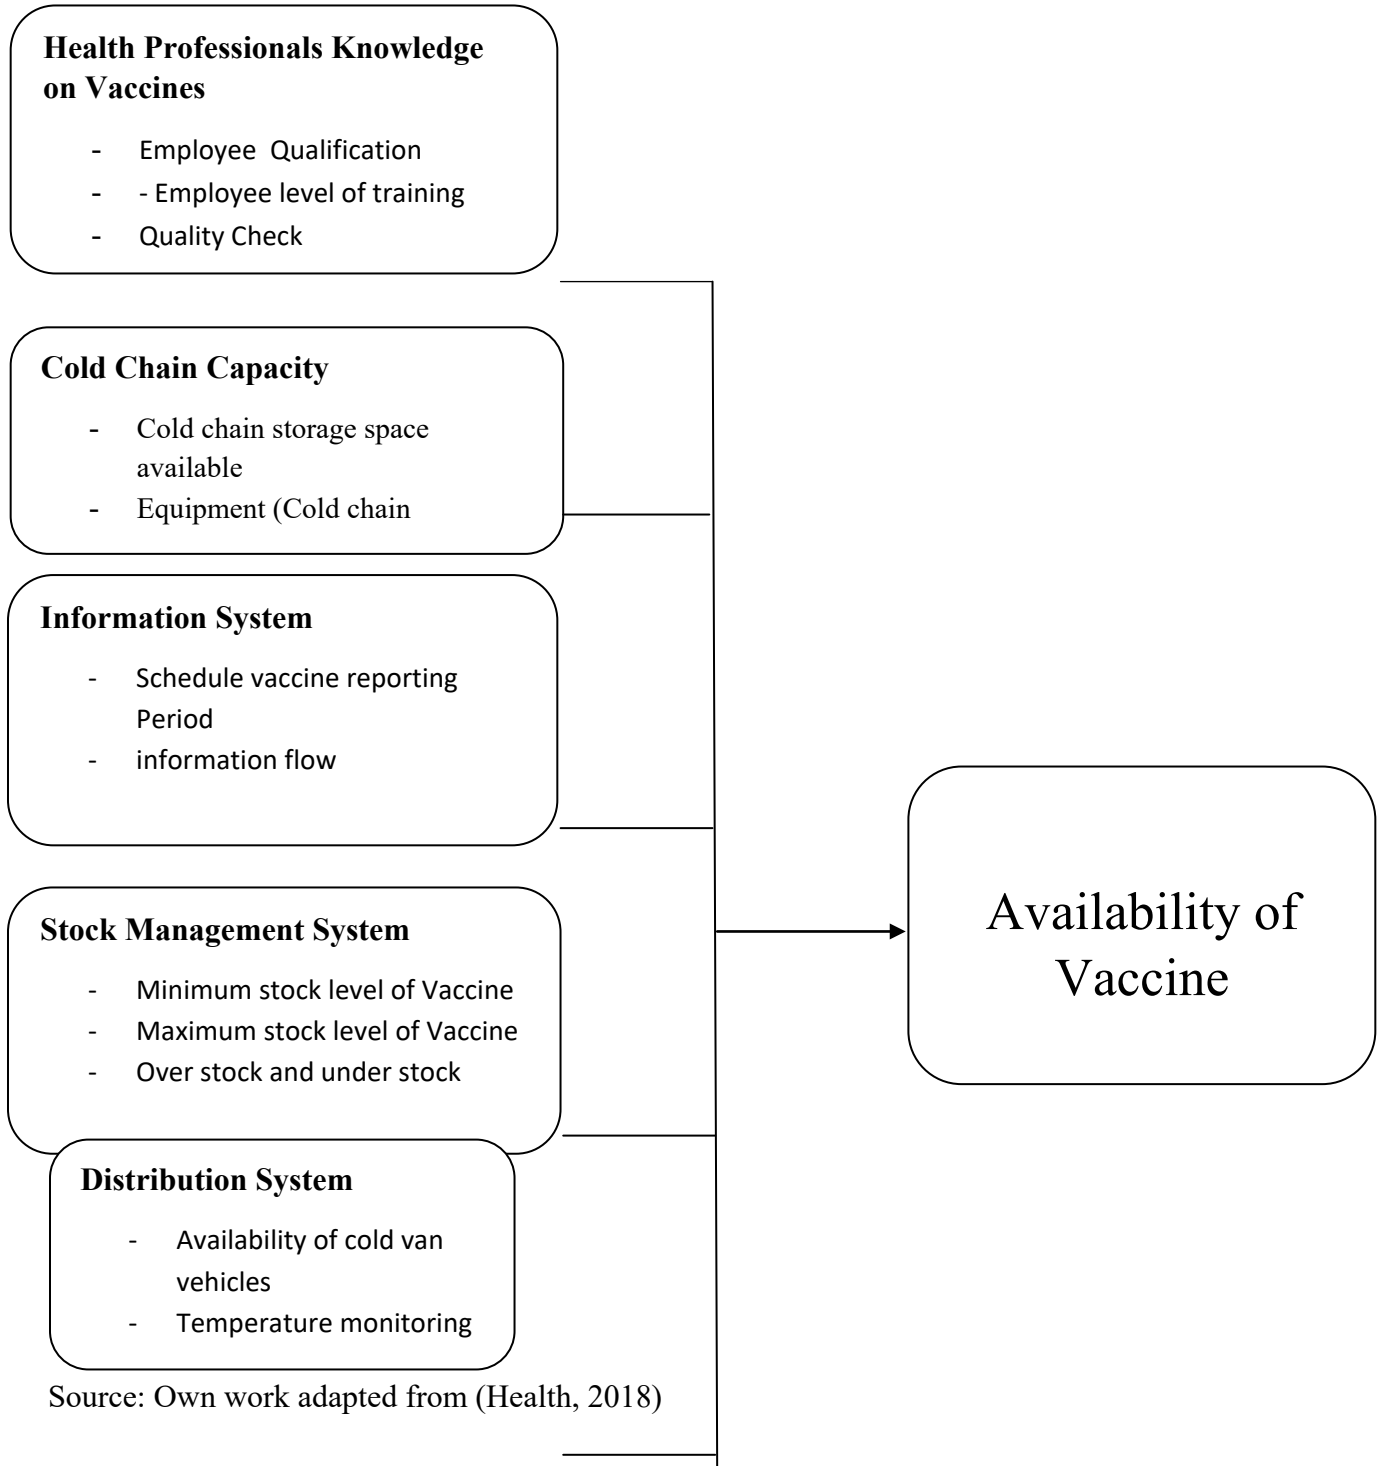 Health Professionals Knowledge
on Vaccines
- Employee Qualification
- - Employee level of training
- Quality Check
Cold Chain Capacity
- Cold chain storage space
available
- Equipment (Cold chain
Information System
- Schedule vaccine reporting
Period
- information flow
Stock Management System
- Minimum stock level of Vaccine
- Maximum stock level of Vaccine
- Over stock and under stock
Distribution System
- Availability of cold van
vehicles
- Temperature monitoring
Availability of
Vaccine
Source: Own work adapted from (Health, 2018)